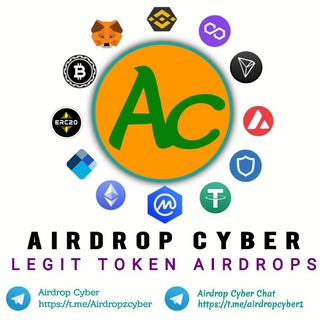 ERC20
Ac
AIRDROP CYBER
LEGIT TOKEN AIRDROPS
Airdrop Cyber
https://t.me/Airdropzcyber
Airdrop Cyber Chat
https://t.me/airdropcyber1